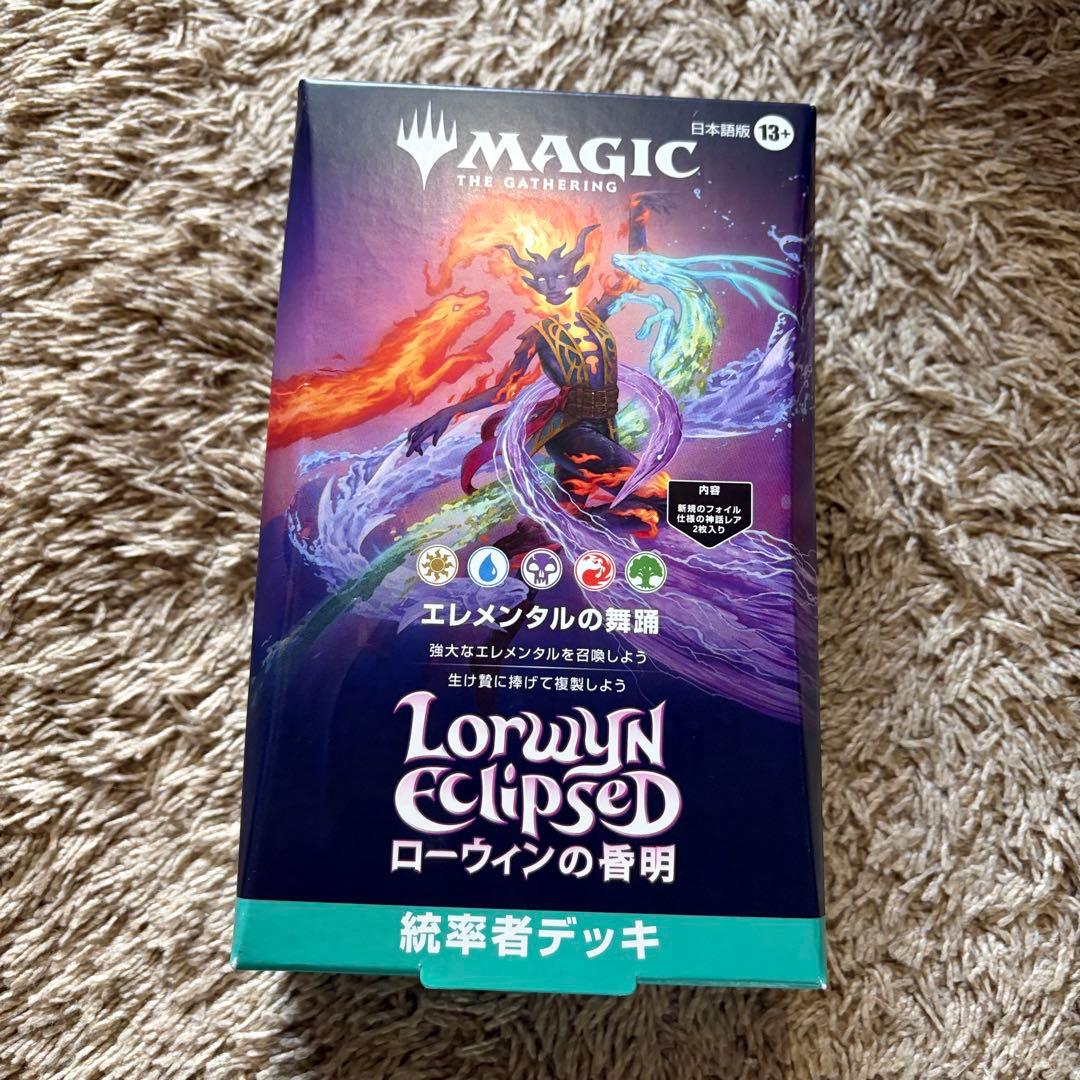 日本語版 13+
MAGIC
THE GATHERING
内容
新規のフォイル
仕様の神話レア
2枚入り
エレメンタルの舞踊
強大なエレメンタルを召喚しよう
生け贄に捧げて複製しよう
Lorwyn
Eclipsed
ローウィンの昏明
統率者デッキ